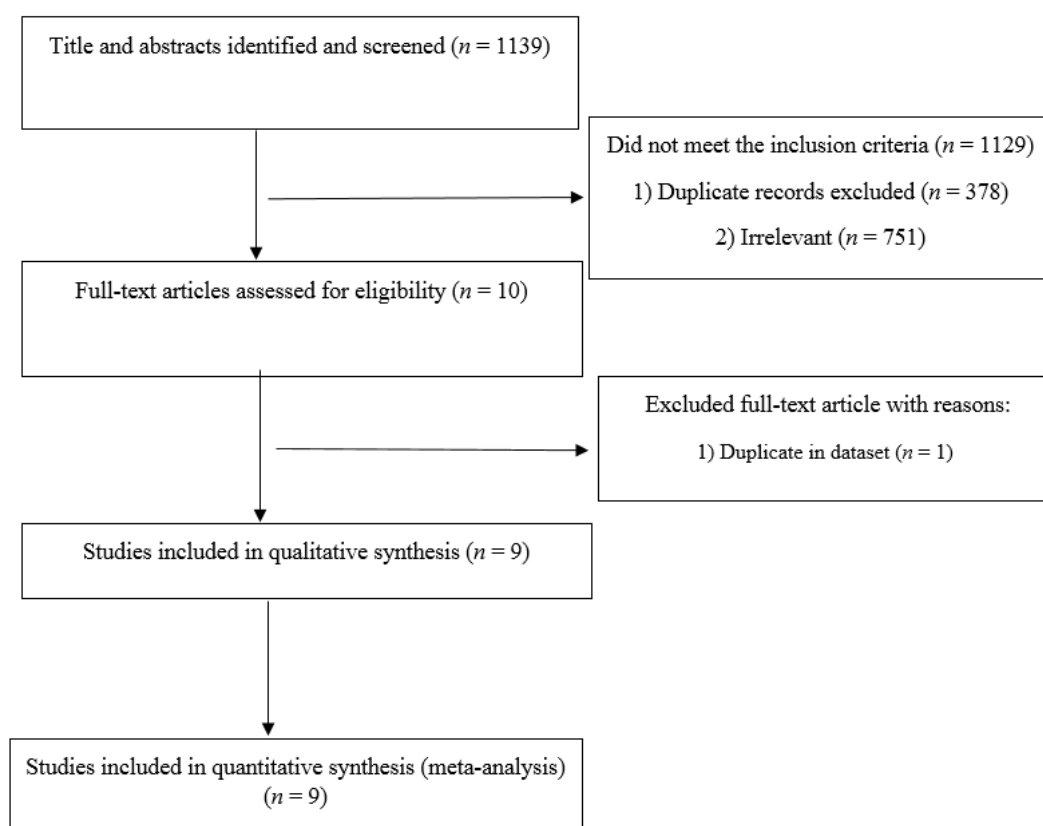 Title and abstracts identified and screened (n = 1139)
Did not meet the inclusion criteria (n = 1129)
1) Duplicate records excluded (n = 378)
2) Irrelevant (n = 751)
Full-text articles assessed for eligibility (n = 10)
Excluded full-text article with reasons:
1) Duplicate in dataset (n = 1)
Studies included in qualitative synthesis (n = 9)
Studies included in quantitative synthesis (meta-analysis)
(n = 9)